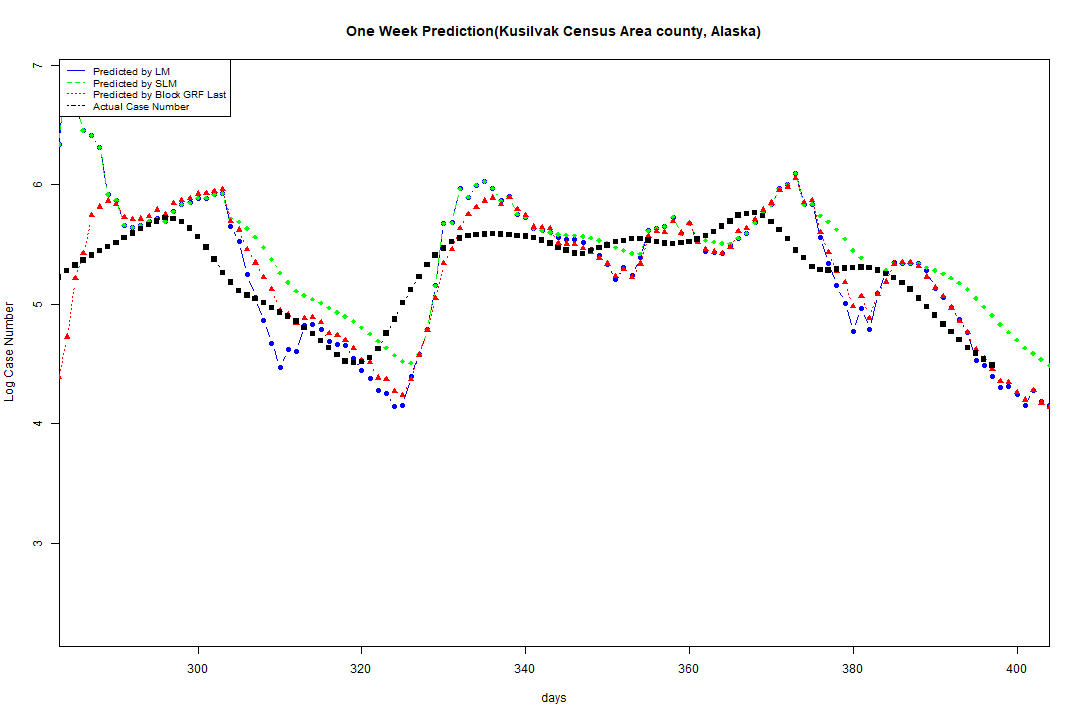 One Week Prediction(Kusilvak Census Area county, Alaska)
Predicted by LM
Predicted by SLM
Predicted by Block GRF Last
Actual Case Number
7
6
5
4
3
Log Case Number
300 320 340 360 380 400
days